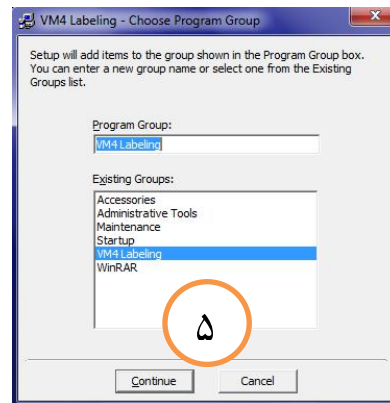 VM4 Labeling - Choose Program Group
Setup will add items to the group shown in the Program Group box.
You can enter a new group name or select one from the Existing
Groups list.
Program Group:
VM4 Labeling
Existing Groups:
Accessories
Administrative Tools
Maintenance
Startup
VM4 Labeling
WinRAR
۵
Continue
Cancel